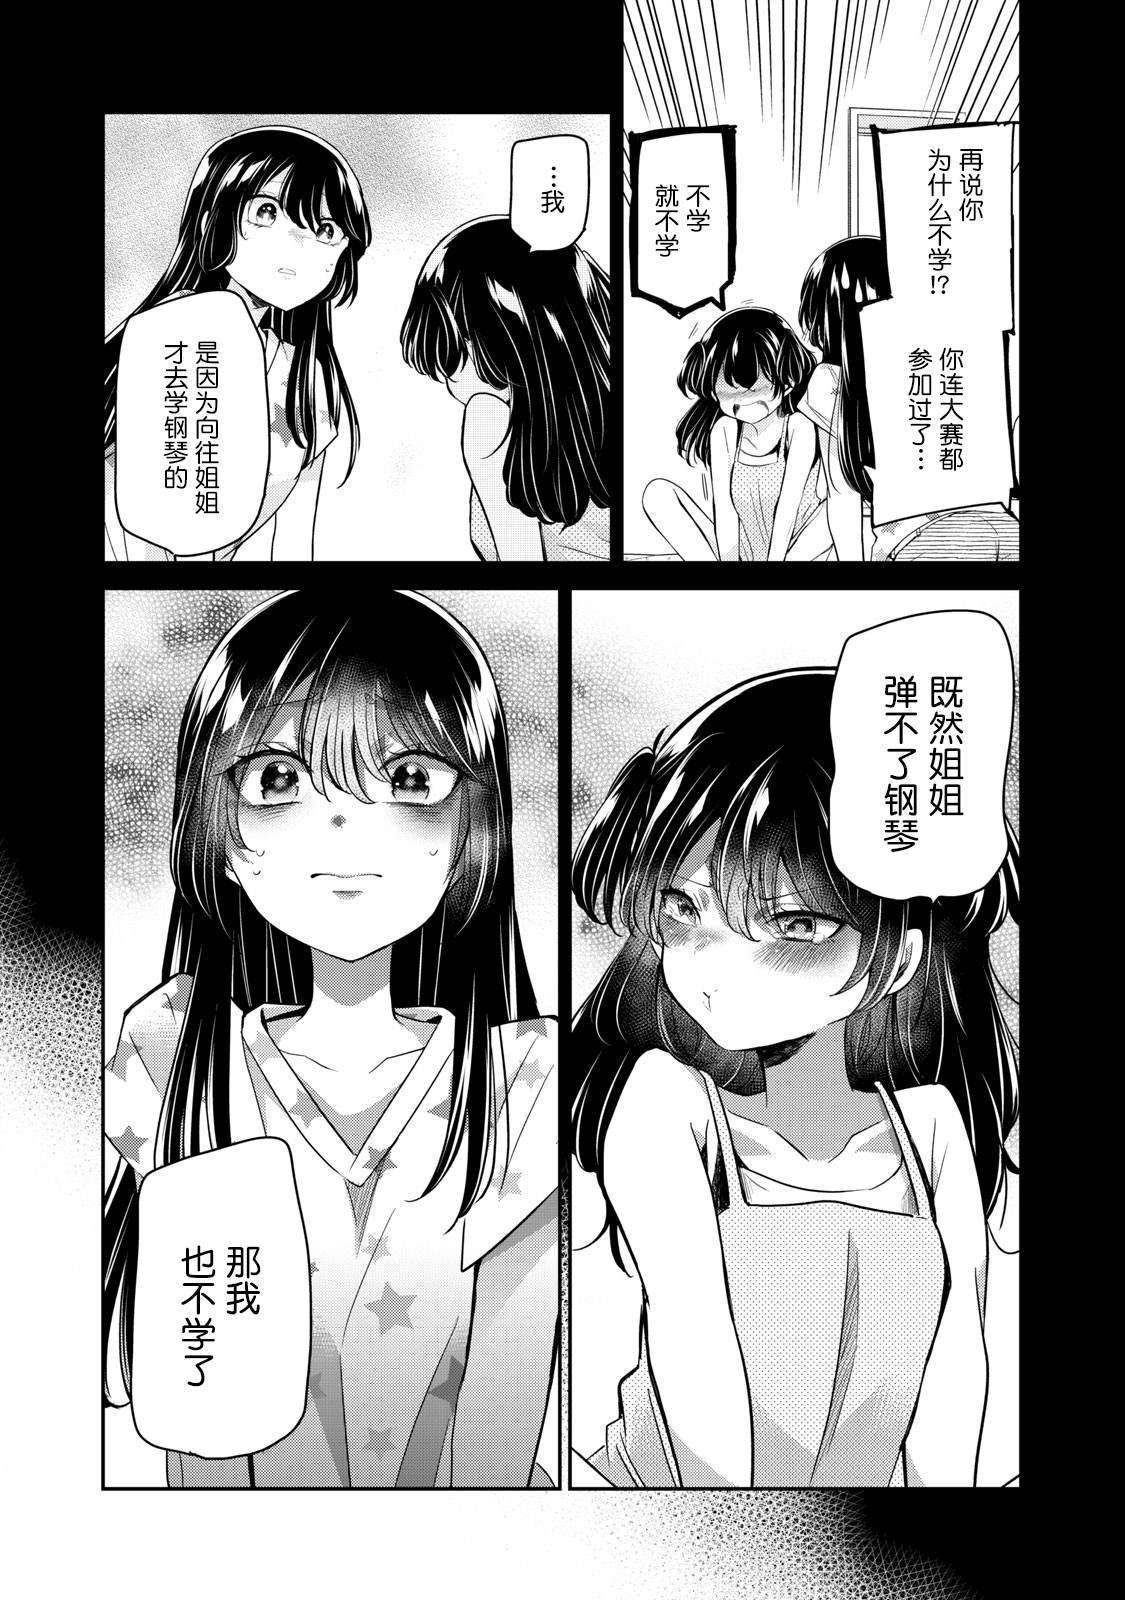 再说你
为什么不学!?
你连大赛都
参加过了…
不学
就不学
…我
是因为向往姐姐
才去学钢琴的
既然姐姐
弹不了钢琴
那我
也不学了